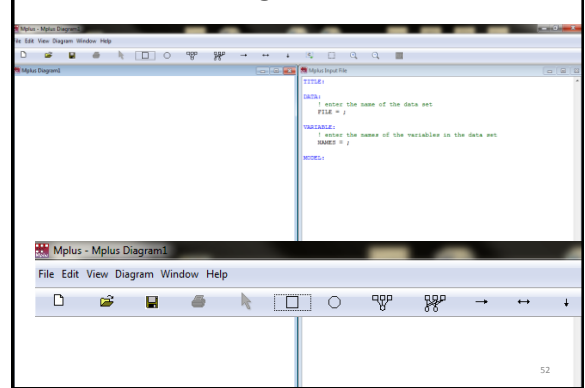 Mplus - Mplus Diagram1
File Edit View Diagram Window Help
Mplus Diagram1
Mplus Input File
TITLE:
DATA:
! enter the name of the data set
FILE = ;
VARIABLE:
! enter the names of the variables in the data set
NAMES = ;
MODEL:
Mplus - Mplus Diagram1
File Edit View Diagram Window Help
52